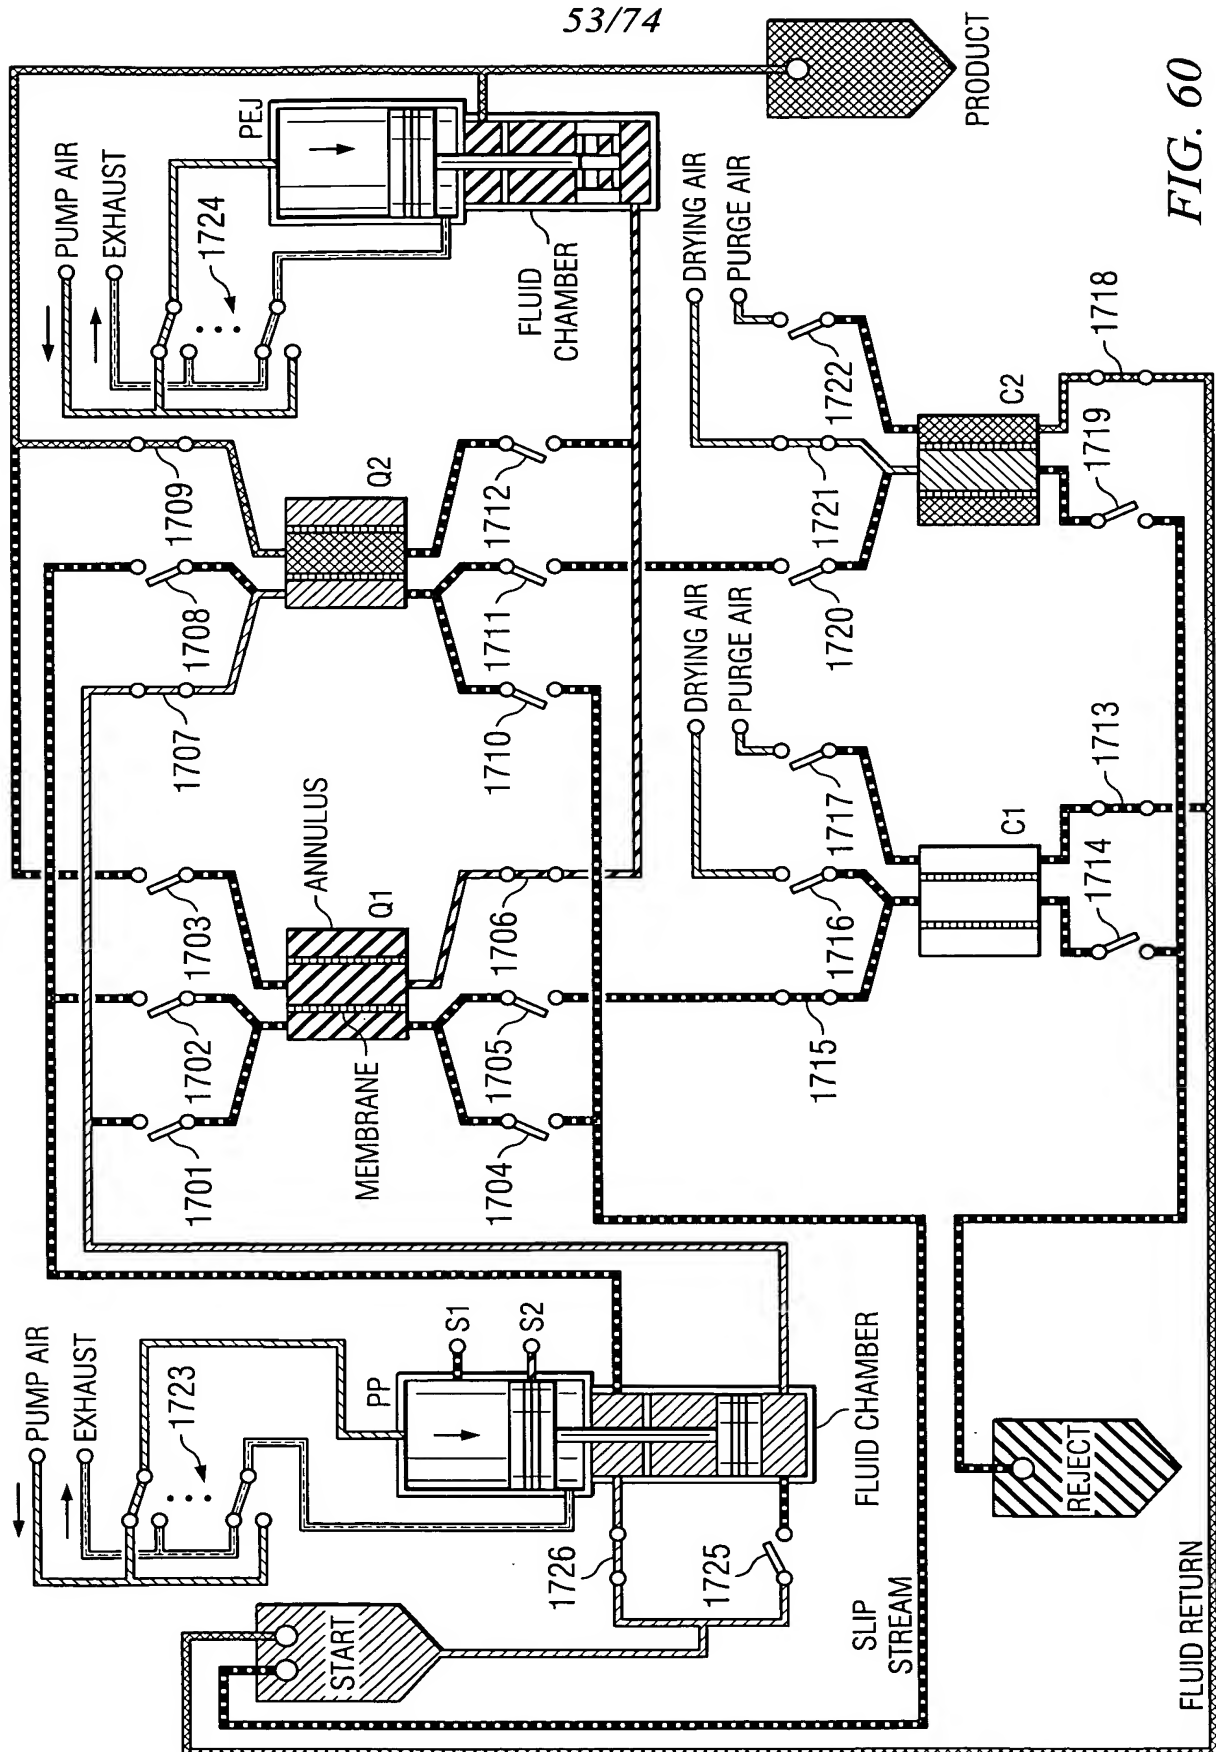 53/74
PUMP AIR
EXHAUST
1724
PEJ
FLUID
CHAMBER
PRODUCT
FIG. 60
1709
1708
1707
Q2
1712
1711
1710
DRYING AIR
PURGE AIR
1722
1721
1720
C2
1718
1719
ANNULUS
Q1
MEMBRANE
1703
1702
1701
1706
1705
1704
DRYING AIR
PURGE AIR
1717
1716
1715
C1
1713
1714
PUMP AIR
EXHAUST
1723
PP
S1
S2
FLUID CHAMBER
1726
1725
START
SLIP
STREAM
REJECT
FLUID RETURN